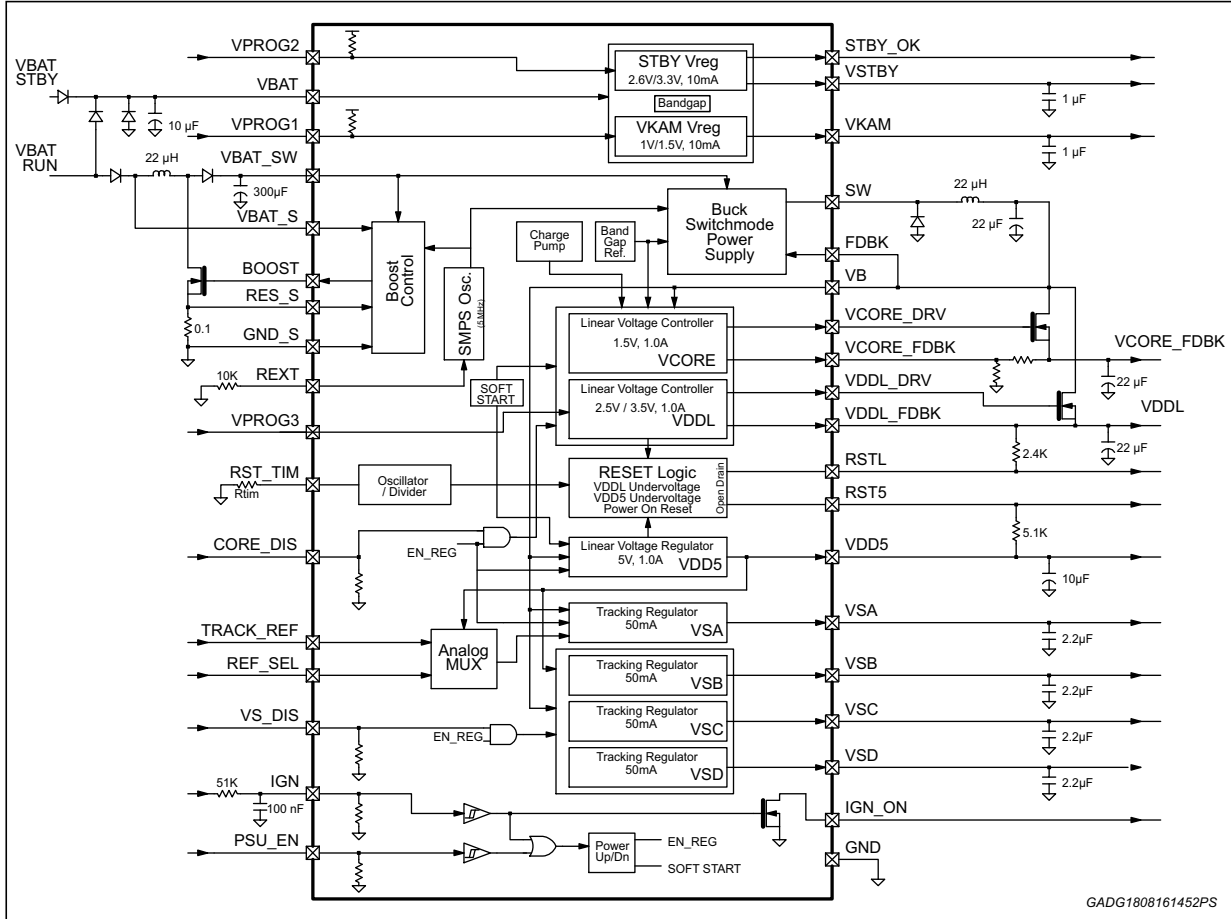 VPROG2
VBAT
STBY
VBAT
10 µF
VPROG1
VBAT
RUN
22 µH
VBAT_SW
300µF
VBAT_S
BOOST
RES_S
0.1
GND_S
10K
REXT
VPROG3
RST_TIM
Rtim
CORE_DIS
TRACK_REF
REF_SEL
VS_DIS
51K
IGN
100 nF
PSU_EN
STBY Vreg
2.6V/3.3V, 10mA
Bandgap
VKAM Vreg
1V/1.5V, 10mA
Boost
Control
SMPS Osc.
(5 MHz)
Charge
Pump
Band
Gap
Ref.
Buck
Switchmode
Power
Supply
Linear Voltage Controller
1.5V, 1.0A
VCORE
SOFT
START
Linear Voltage Controller
2.5V / 3.5V, 1.0A
VDDL
Oscillator
/ Divider
RESET Logic
VDDL Undervoltage
VDD5 Undervoltage
Power On Reset
Open Drain
EN_REG
Linear Voltage Regulator
5V, 1.0A
VDD5
Analog
MUX
Tracking Regulator
50mA
VSA
Tracking Regulator
50mA
VSB
EN_REG
Tracking Regulator
50mA
VSC
Tracking Regulator
50mA
VSD
Power
Up/Dn
EN_REG
SOFT START
STBY_OK
VSTBY
1 µF
VKAM
1 µF
SW
22 µH
22 µF
FDBK
VB
VCORE_DRV
VCORE_FDBK
VCORE_FDBK
22 µF
VDDL_DRV
VDDL_FDBK
VDDL
22 µF
2.4K
RSTL
RST5
5.1K
VDD5
10µF
VSA
2.2µF
VSB
2.2µF
VSC
2.2µF
VSD
2.2µF
IGN_ON
GND
GADG1808161452PS